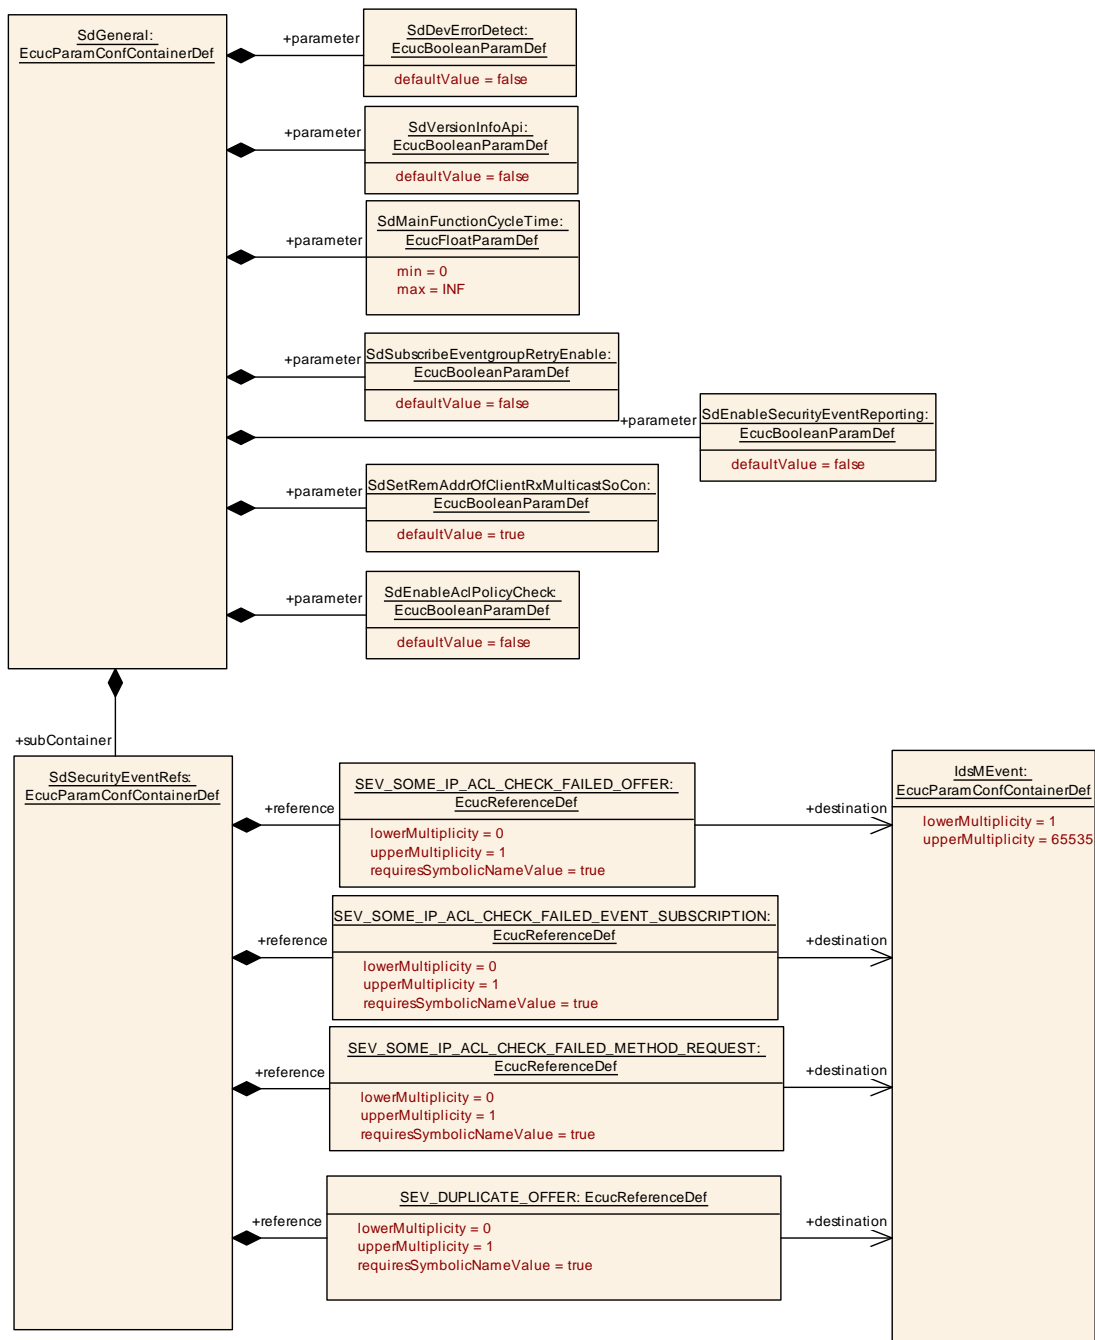 SdGeneral:
EcucParamConfContainerDef
+parameter
SdDevErrorDetect:
EcucBooleanParamDef
defaultValue = false
+parameter
SdVersionInfoApi:
EcucBooleanParamDef
defaultValue = false
+parameter
SdMainFunctionCycleTime:
EcucFloatParamDef
min = 0
max = INF
+parameter
SdSubscribeEventgroupRetryEnable:
EcucBooleanParamDef
defaultValue = false
+parameter
SdEnableSecurityEventReporting:
EcucBooleanParamDef
defaultValue = false
+parameter
SdSetRemAddrOfClientRxMulticastSoCon:
EcucBooleanParamDef
defaultValue = true
+parameter
SdEnableAclPolicyCheck:
EcucBooleanParamDef
defaultValue = false
+subContainer
SdSecurityEventRefs:
EcucParamConfContainerDef
+reference
SEV_SOME_IP_ACL_CHECK_FAILED_OFFER:
EcucReferenceDef
lowerMultiplicity = 0
upperMultiplicity = 1
requiresSymbolicNameValue = true
+destination
IdsMEvent:
EcucParamConfContainerDef
lowerMultiplicity = 1
upperMultiplicity = 65535
+reference
SEV_SOME_IP_ACL_CHECK_FAILED_EVENT_SUBSCRIPTION:
EcucReferenceDef
lowerMultiplicity = 0
upperMultiplicity = 1
requiresSymbolicNameValue = true
+destination
+reference
SEV_SOME_IP_ACL_CHECK_FAILED_METHOD_REQUEST:
EcucReferenceDef
lowerMultiplicity = 0
upperMultiplicity = 1
requiresSymbolicNameValue = true
+destination
+reference
SEV_DUPLICATE_OFFER: EcucReferenceDef
lowerMultiplicity = 0
upperMultiplicity = 1
requiresSymbolicNameValue = true
+destination